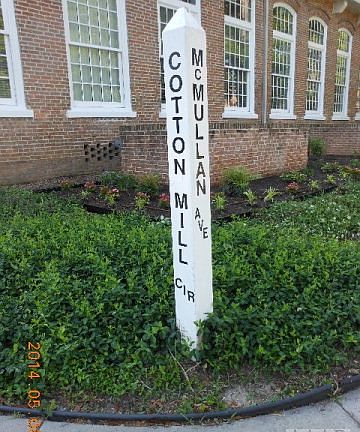 COTTON MILL CIR
McMULLAN AVE
2014 05